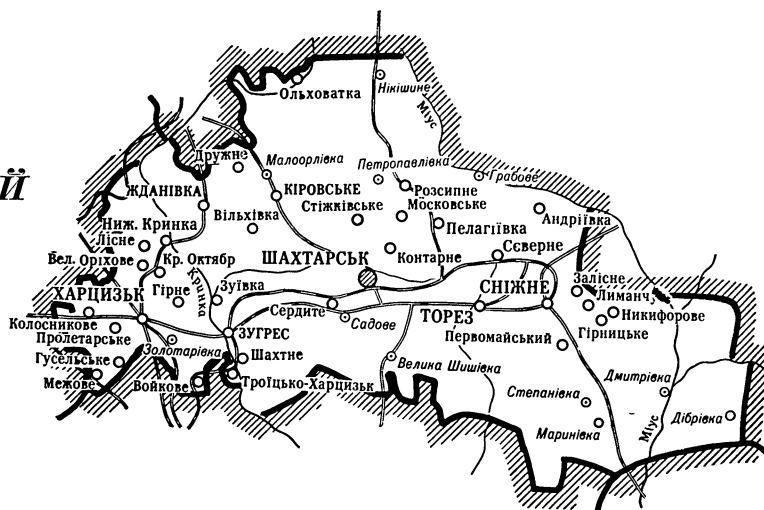 Й
Ольховатка
Нікішине
Міус
Дружне
Малоорлівка
Петропавлівка
Грабове
ЖДАНІВКА
КІРОВСЬКЕ
Розсипне
Стіжківське
Московське
Вільхівка
Андріївка
Ниж. Кринка
Пелагіївка
Лісне
Вел. Оріхове
Кр. Октябр
ШАХТАРСЬК
Контарне
Сєверне
Кринка
Зуївка
Залісне
ХАРЦИЗЬК
Гірне
СНІЖНЕ
Лиманч.
Сердите
ТОРЕЗ
Никифорове
Колосникове
Садове
Гірницьке
Пролетарське
ЗУГРЕС
Первомайський
Золотарівка
Гусельське
Шахтне
Велика Шишівка
Межове
Войкове
Троїцько-Харцизьк
Дмитрівка
Степанівка
Міус
Дібрівка
Маринівка